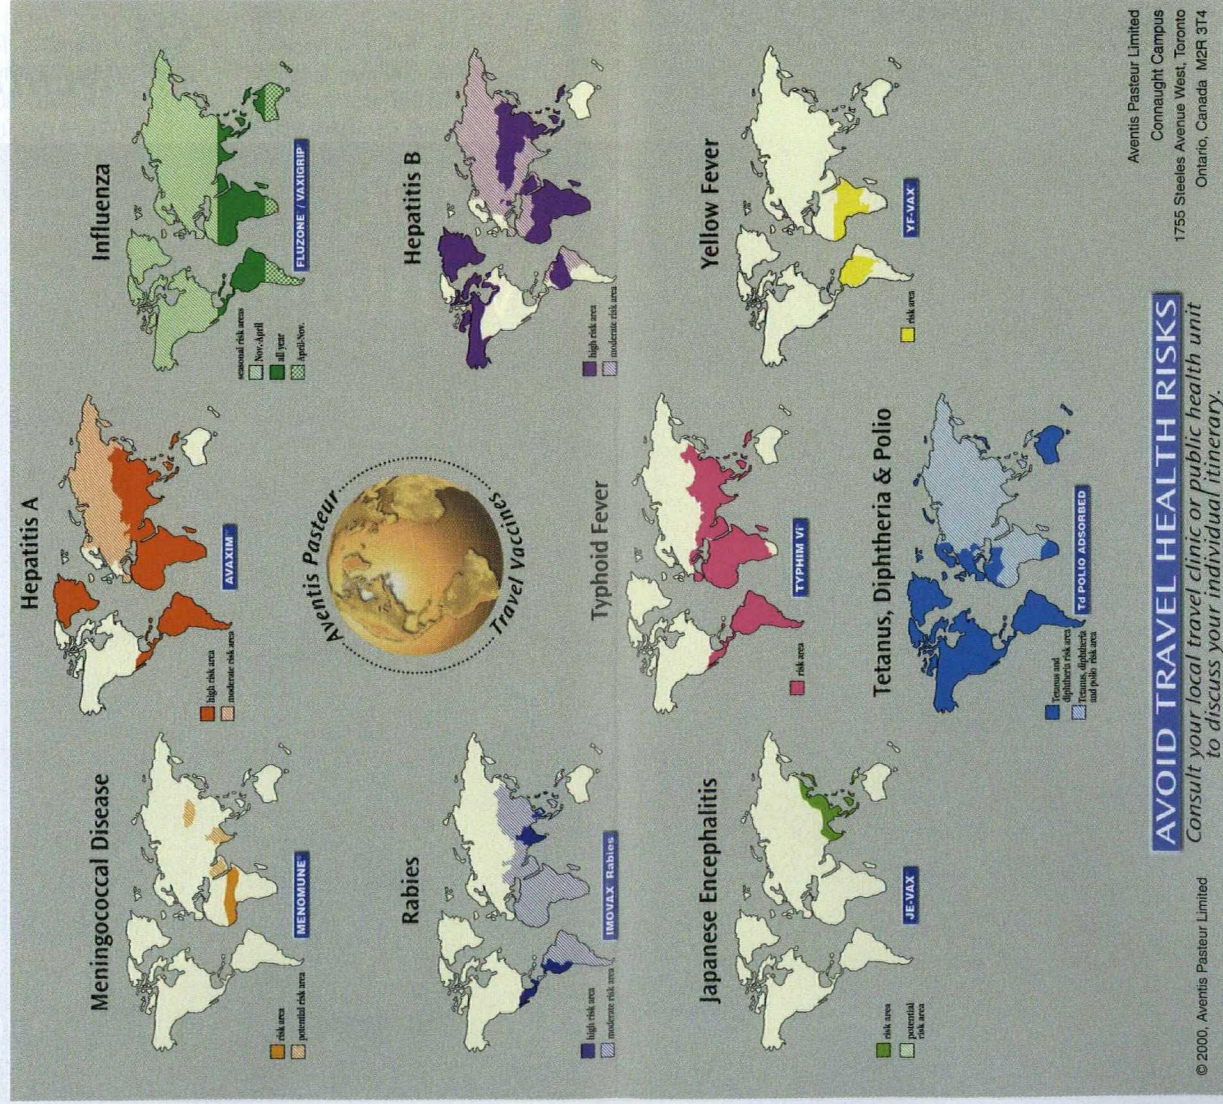 Meningococcal Disease
risk area
potential risk area
MENOMUNE®
Hepatitis A
high risk area
moderate risk area
AVAXIM™
Influenza
seasonal risk areas
Nov.-April
all year
April-Nov.
FLUZONE® / VAXIGRIP
Rabies
high risk area
moderate risk area
IMOVAX Rabies
Aventis Pasteur
Travel Vaccines
Hepatitis B
high risk area
moderate risk area
Japanese Encephalitis
risk area
potential
risk area
JE-VAX®
Typhoid Fever
risk area
TYPHIM Vi™
Yellow Fever
risk area
YF-VAX®
Tetanus, Diphtheria & Polio
Tetanus and
diphtheria risk area
Tetanus, diphtheria
and polio risk area
Td POLIO ADSORBED
AVOID TRAVEL HEALTH RISKS
Consult your local travel clinic or public health unit
to discuss your individual itinerary.
© 2000, Aventis Pasteur Limited
Aventis Pasteur Limited
Connaught Campus
1755 Steeles Avenue West, Toronto
Ontario, Canada M2R 3T4